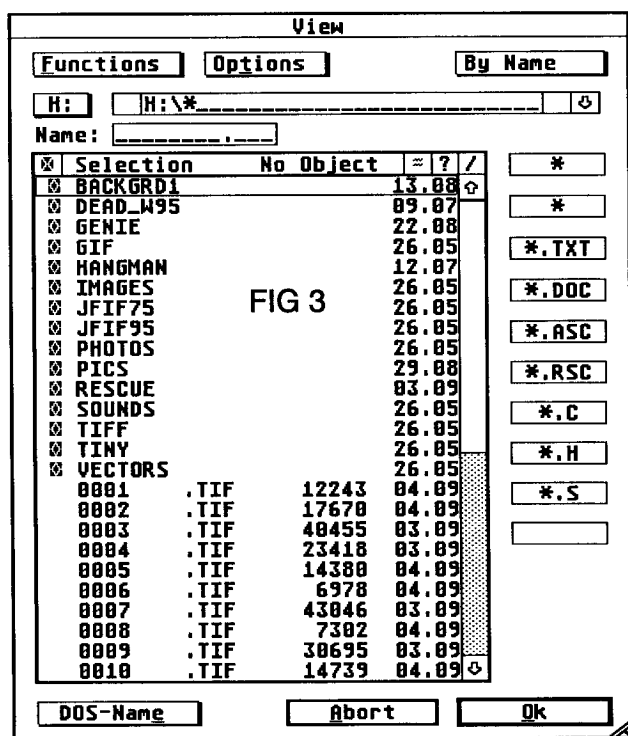 View
Functions Options By Name
H: H:\*
Name: .
Selection No Object ≈ ? /
BACKGRD1 13.08 *
DEAD_W95 09.07 *
GENIE 22.08
GIF 26.05 *.TXT
HANGMAN 12.07
IMAGES 26.05 *.DOC
JFIF75 FIG 3 26.05
JFIF95 26.05 *.ASC
PHOTOS 26.05
PICS 29.08 *.RSC
RESCUE 03.09
SOUNDS 26.05 *.C
TIFF 26.05
TINY 26.05 *.H
VECTORS 26.05
0001 .TIF 12243 04.09 *.S
0002 .TIF 17670 04.09
0003 .TIF 40455 03.09
0004 .TIF 23418 03.09
0005 .TIF 14380 04.09
0006 .TIF 6978 04.09
0007 .TIF 43046 03.09
0008 .TIF 7302 04.09
0009 .TIF 30695 03.09
0010 .TIF 14739 04.09
DOS-Name Abort Ok